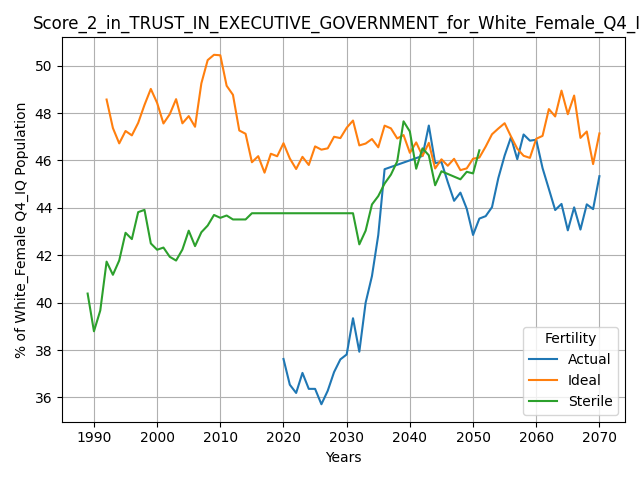 Score_2_in_TRUST_IN_EXECUTIVE_GOVERNMENT_for_White_Female_Q4_I
% of White_Female Q4_IQ Population
50
48
46
44
42
40
38
36
Fertility
Actual
Ideal
Sterile
1990 2000 2010 2020 2030 2040 2050 2060 2070
Years